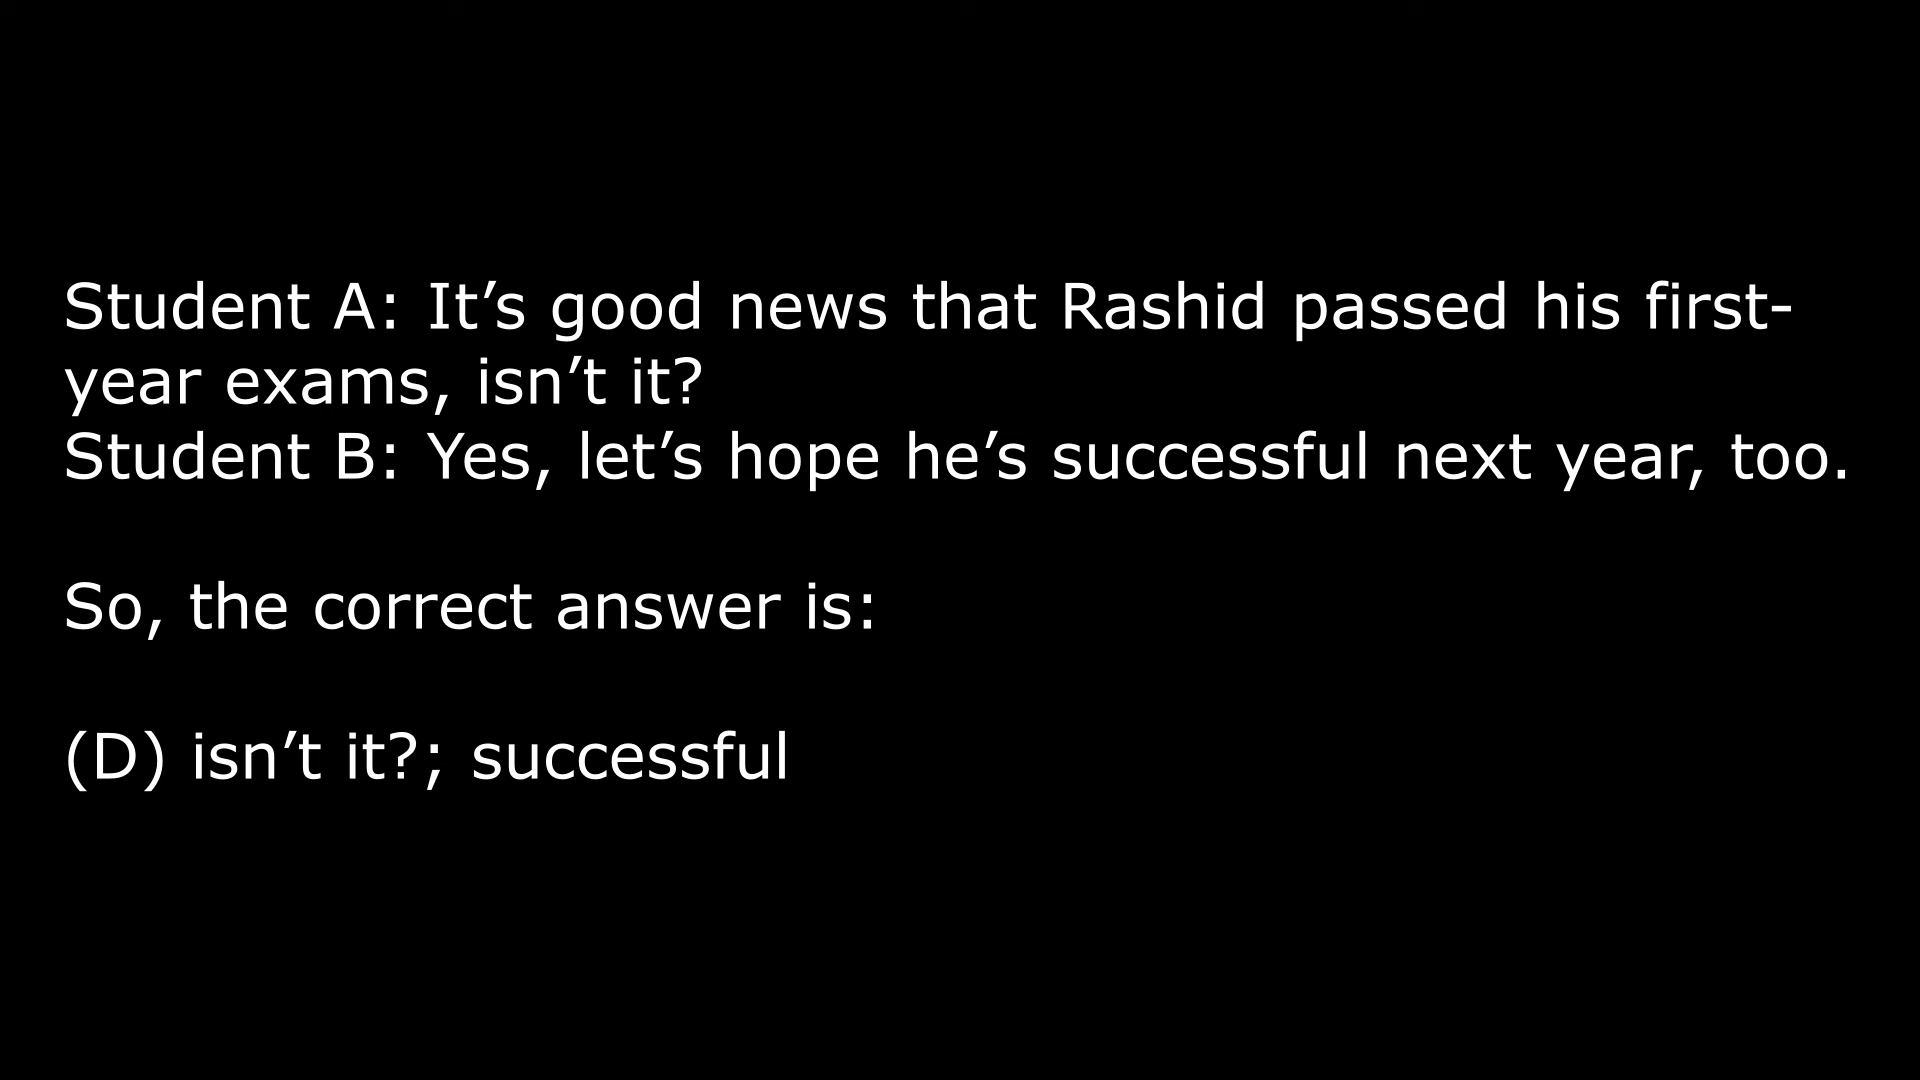 Student A: It’s good news that Rashid passed his first-
year exams, isn’t it?
Student B: Yes, let’s hope he’s successful next year, too.
So, the correct answer is:
(D) isn’t it?; successful